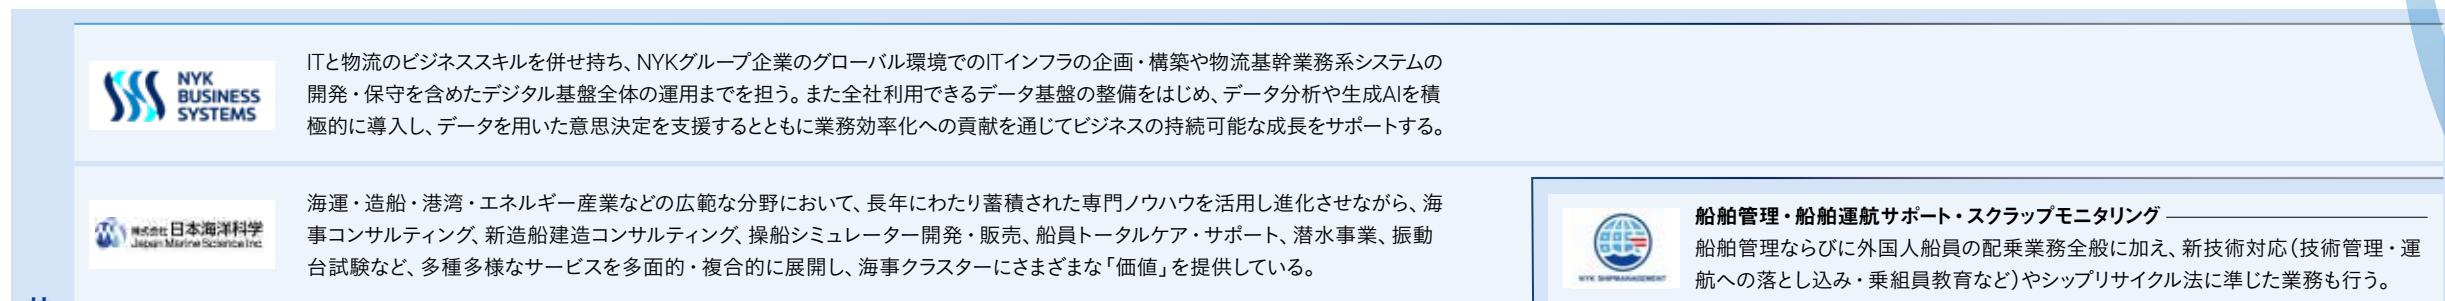 NYK
BUSINESS
SYSTEMS
ITと物流のビジネススキルを併せ持ち、NYKグループ企業のグローバル環境でのITインフラの企画・構築や物流基幹業務系システムの
開発・保守を含めたデジタル基盤全体の運用までを担う。また全社利用できるデータ基盤の整備をはじめ、データ分析や生成AIを積
極的に導入し、データを用いた意思決定を支援するとともに業務効率化への貢献を通じてビジネスの持続可能な成長をサポートする。
株式会社 日本海洋科学
Japan Marine Science Inc
海運・造船・港湾・エネルギー産業などの広範な分野において、長年にわたり蓄積された専門ノウハウを活用し進化させながら、海
事コンサルティング、新造船建造コンサルティング、操船シミュレーター開発・販売、船員トータルケア・サポート、潜水事業、振動
台試験など、多種多様なサービスを多面的・複合的に展開し、海事クラスターにさまざまな「価値」を提供している。
NYK SHIPMANAGEMENT
船舶管理・船舶運航サポート・スクラップモニタリング
船舶管理ならびに外国人船員の配乗業務全般に加え、新技術対応（技術管理・運
航への落とし込み・乗組員教育など）やシップリサイクル法に準じた業務も行う。